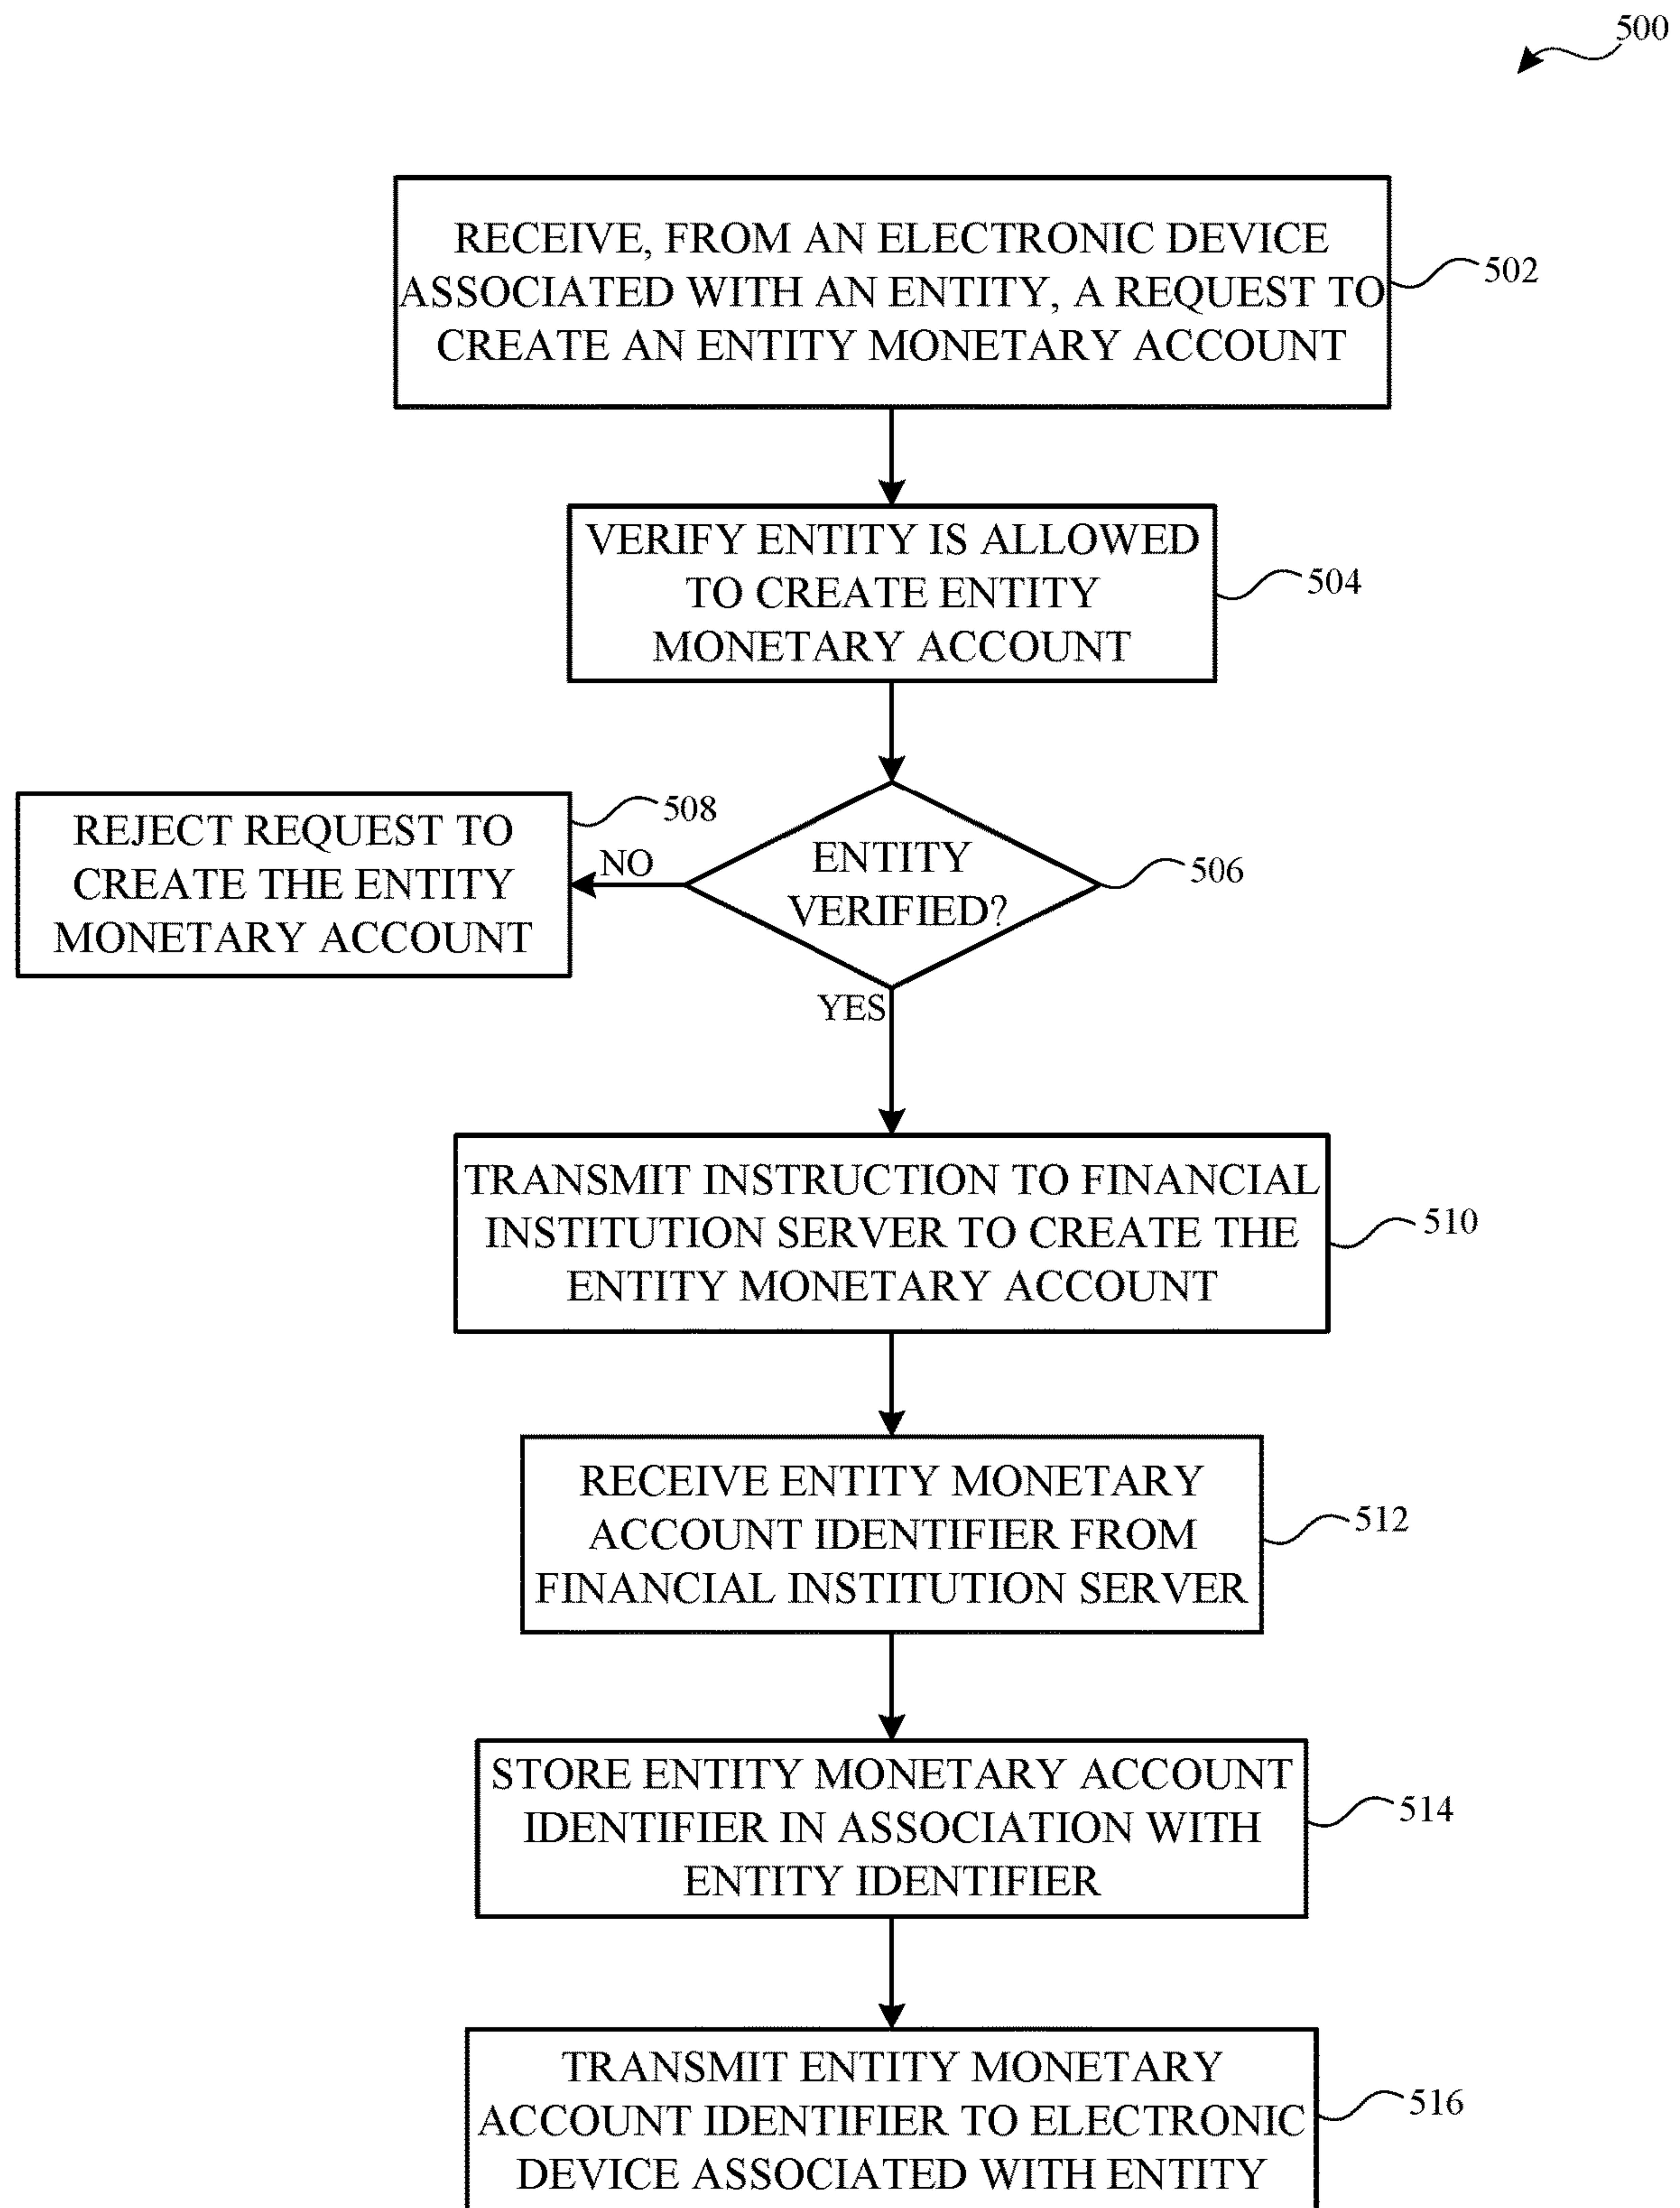 500
RECEIVE, FROM AN ELECTRONIC DEVICE
ASSOCIATED WITH AN ENTITY, A REQUEST TO
CREATE AN ENTITY MONETARY ACCOUNT
502
VERIFY ENTITY IS ALLOWED
TO CREATE ENTITY
MONETARY ACCOUNT
504
REJECT REQUEST TO
CREATE THE ENTITY
MONETARY ACCOUNT
508
NO
ENTITY
VERIFIED?
506
YES
TRANSMIT INSTRUCTION TO FINANCIAL
INSTITUTION SERVER TO CREATE THE
ENTITY MONETARY ACCOUNT
510
RECEIVE ENTITY MONETARY
ACCOUNT IDENTIFIER FROM
FINANCIAL INSTITUTION SERVER
512
STORE ENTITY MONETARY ACCOUNT
IDENTIFIER IN ASSOCIATION WITH
ENTITY IDENTIFIER
514
TRANSMIT ENTITY MONETARY
ACCOUNT IDENTIFIER TO ELECTRONIC
DEVICE ASSOCIATED WITH ENTITY
516